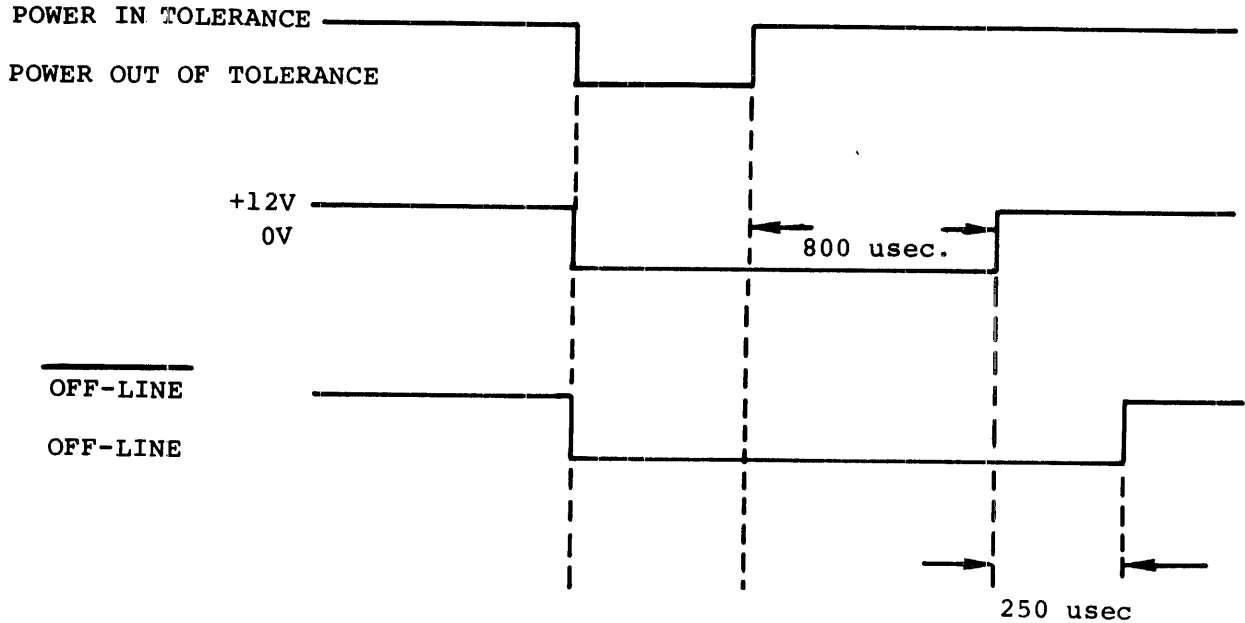 POWER IN TOLERANCE
POWER OUT OF TOLERANCE
+12V
0V
800 usec.
OFF-LINE
OFF-LINE
250 usec